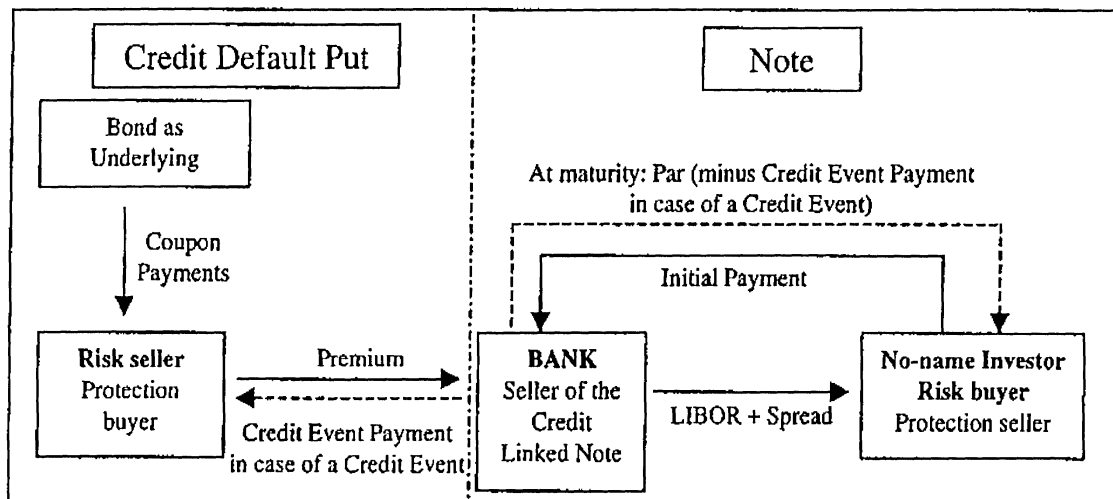 Credit Default Put
Bond as
Underlying
Coupon
Payments
Risk seller
Protection
buyer
Premium
Credit Event Payment
in case of a Credit Event
Note
At maturity: Par (minus Credit Event Payment
in case of a Credit Event)
Initial Payment
BANK
Seller of the
Credit
Linked Note
LIBOR + Spread
No-name Investor
Risk buyer
Protection seller